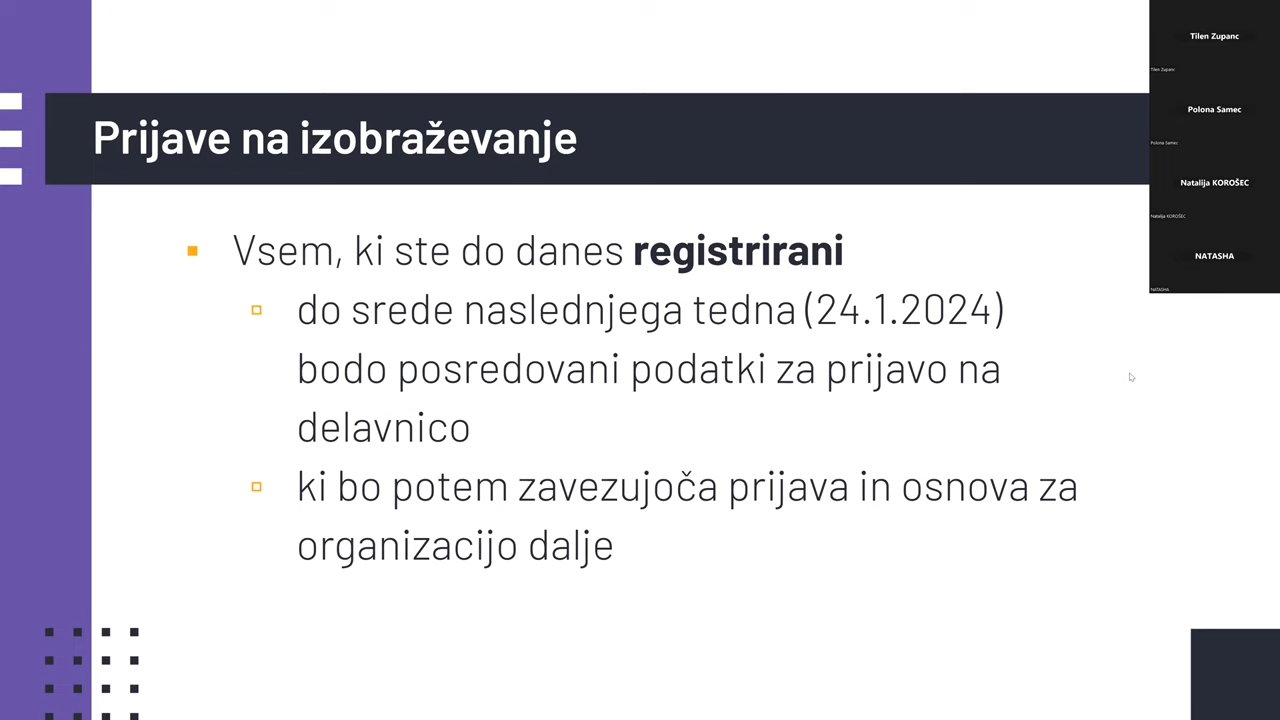 Prijave na izobraževanje
Vsem, ki ste do danes registrirani
do srede naslednjega tedna (24.1.2024)
bodo posredovani podatki za prijavo na
delavnico
ki bo potem zavezujoča prijava in osnova za
organizacijo dalje
Tilen Zupanc
Tilen Zupanc
Polona Samec
Polona Samec
Natalija KOROŠEC
Natalija KOROŠEC
NATASHA
NATASHA